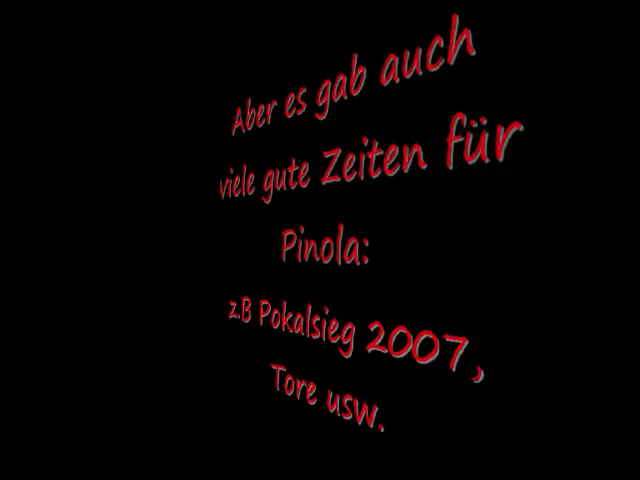 Aber es gab auch
viele gute Zeiten für
Pinola:
z.B Pokalsieg 2007,
Tore usw.